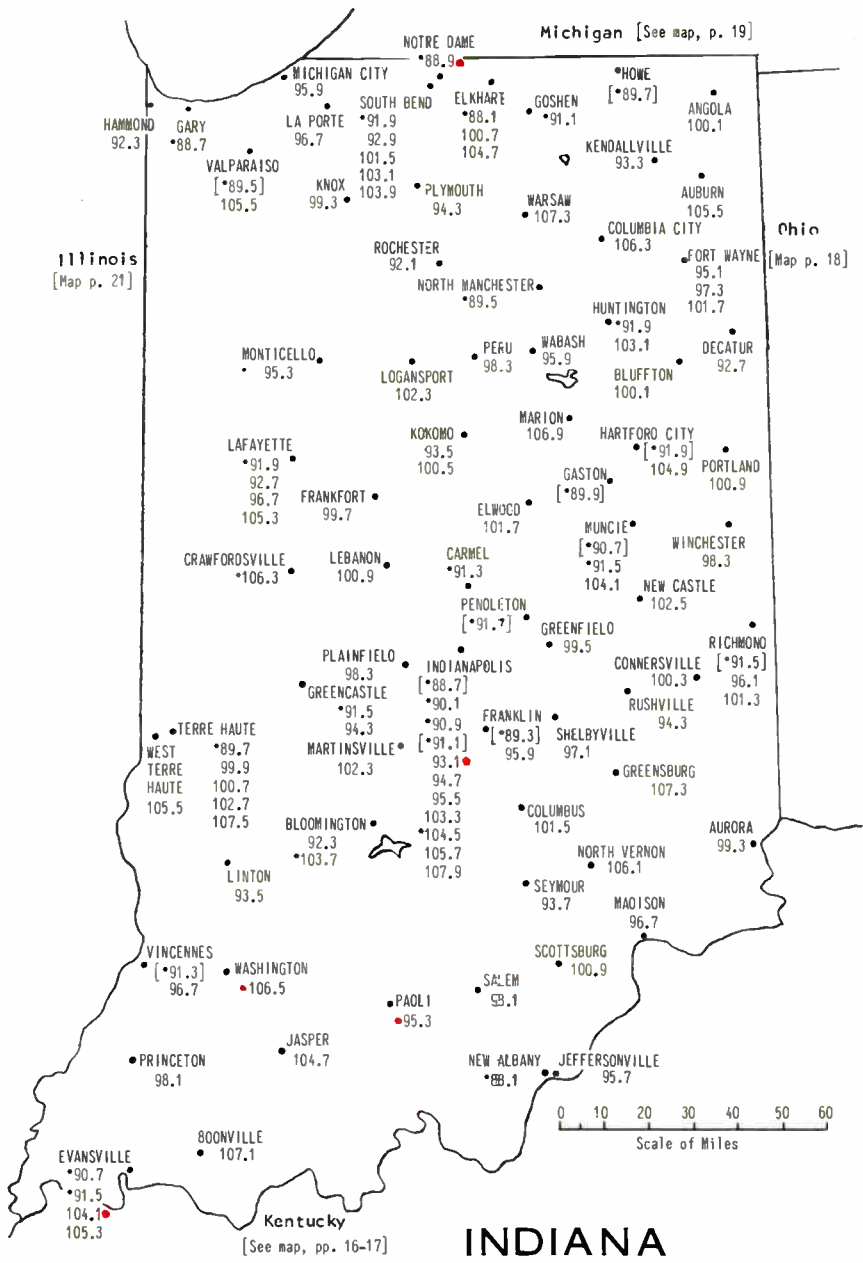 Michigan [See map, p. 19]
NOTRE DAME
*88.9
MICHIGAN CITY
95.9
HOWE
[*89.7]
HAMMOND
92.3
GARY
*88.7
LA PORTE
96.7
SOUTH BEND
*91.9
92.9
101.5
103.1
103.9
ELKHART
*88.1
100.7
104.7
GOSHEN
*91.1
ANGOLA
100.1
VALPARAISO
[*89.5]
105.5
KNOX
99.3
PLYMOUTH
94.3
KENDALLVILLE
93.3
WARSAW
107.3
AUBURN
105.5
COLUMBIA CITY
106.3
Illinois
[Map p. 21]
Ohio
[Map p. 18]
ROCHESTER
92.1
FORT WAYNE
95.1
97.3
101.7
NORTH MANCHESTER
*89.5
HUNTINGTON
*91.9
103.1
MONTICELLO
95.3
LOGANSPORT
102.3
PERU
98.3
WABASH
95.9
BLUFFTON
100.1
DECATUR
92.7
MARION
106.9
LAFAYETTE
*91.9
92.7
96.7
105.3
KOKOMO
93.5
100.5
HARTFORD CITY
[*91.9]
104.9
PORTLAND
100.9
GASTON
[*89.9]
FRANKFORT
99.7
ELWOOD
101.7
MUNCIE
[*90.7]
*91.5
104.1
WINCHESTER
98.3
CRAWFORDSVILLE
*106.3
LEBANON
100.9
CARMEL
*91.3
NEW CASTLE
102.5
PENDLETON
[*91.7]
GREENFIELD
99.5
RICHMOND
[*91.5]
96.1
101.3
PLAINFIELD
98.3
INDIANAPOLIS
[*88.7]
*90.1
*90.9
[*91.1]
93.1
94.7
95.5
103.3
*104.5
105.7
107.9
CONNERSVILLE
100.3
GREENCASTLE
*91.5
94.3
RUSHVILLE
94.3
FRANKLIN
[*89.3]
95.9
SHELBYVILLE
97.1
WEST
TERRE
HAUTE
105.5
TERRE HAUTE
*89.7
99.9
100.7
102.7
107.5
MARTINSVILLE
102.3
GREENSBURG
107.3
COLUMBUS
101.5
BLOOMINGTON
92.3
*103.7
AURORA
99.3
NORTH VERNON
106.1
LINTON
93.5
SEYMOUR
93.7
MADISON
96.7
VINCENNES
[*91.3]
96.7
WASHINGTON
106.5
SCOTTSBURG
100.9
SALEM
PAOLI
95.3
JASPER
104.7
PRINCETON
98.1
NEW ALBANY
*88.1
JEFFERSONVILLE
95.7
0 10 20 30 40 50 60
Scale of Miles
BOONVILLE
107.1
EVANSVILLE
*90.7
*91.5
104.1
105.3
Kentucky
[See map, pp. 16-17]
INDIANA